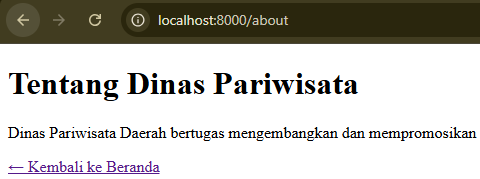 localhost:8000/about
Tentang Dinas Pariwisata
Dinas Pariwisata Daerah bertugas mengembangkan dan mempromosikan
← Kembali ke Beranda